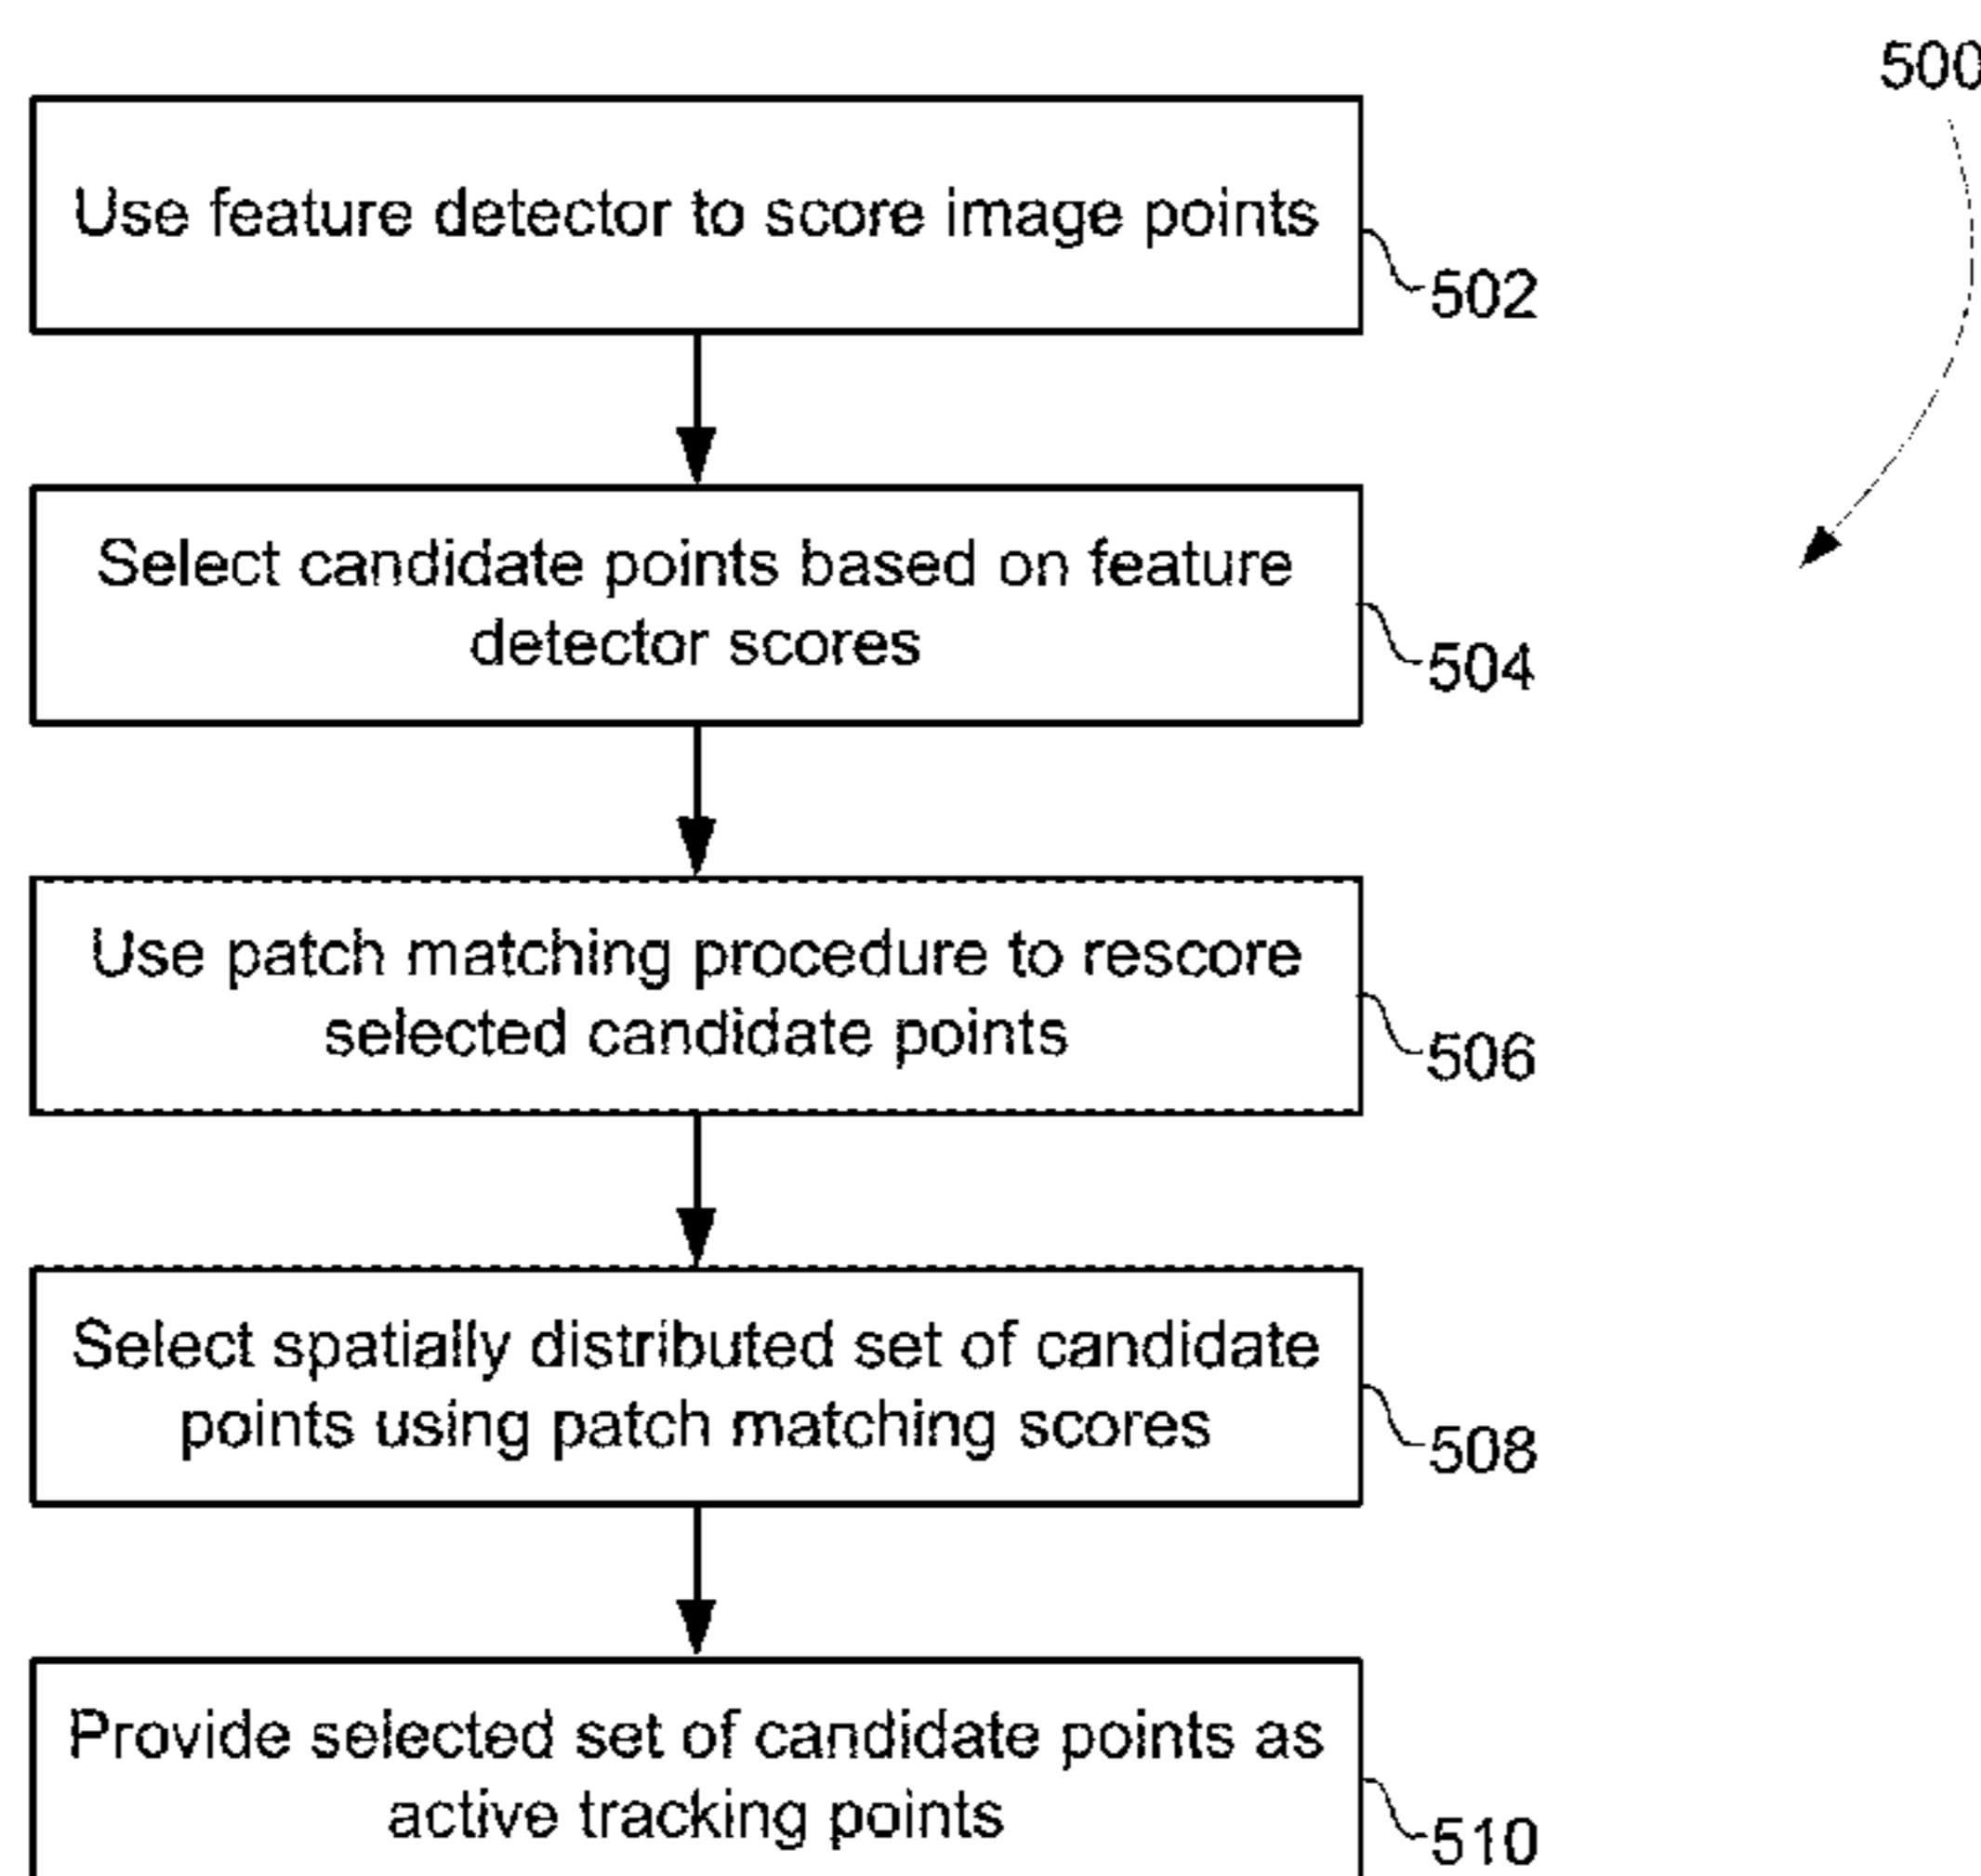 500
Use feature detector to score image points
502
Select candidate points based on feature
detector scores
504
Use patch matching procedure to rescore
selected candidate points
506
Select spatially distributed set of candidate
points using patch matching scores
508
Provide selected set of candidate points as
active tracking points
510